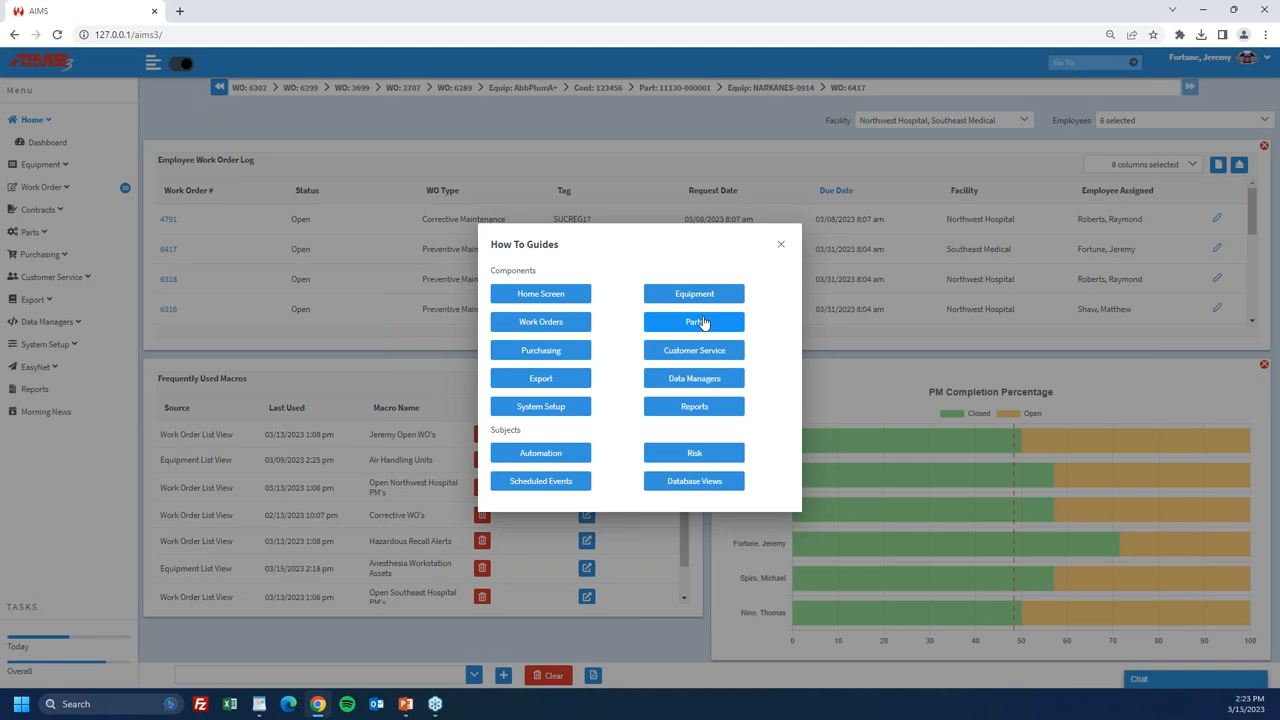 AIMS
127.0.0.1/aims3/
AIMS3
Go To
Fortune, Jeremy
Menu
WO: 6302 > WO: 6299 > WO: 3699 > WO: 3707 > WO: 6289 > Equip: AbbPlumA+ > Cont: 123456 > Part: 11130-000001 > Equip: NARKANES-0914 > WO: 6417
Home
Dashboard
Equipment
Work Order
Contracts
Parts
Purchasing
Customer Service
Export
Data Managers
System Setup
EasyNet
Reports
Morning News
TASKS
Today
Overall
Facility Northwest Hospital, Southeast Medical Employees 6 selected
Employee Work Order Log 8 columns selected
Work Order # Status WO Type Tag Request Date Due Date Facility Employee Assigned
4791 Open Corrective Maintenance SUCREG17 03/08/2023 8:07 am 03/08/2023 8:07 am Northwest Hospital Roberts, Raymond
6417 Open Preventive Main 03/31/2023 8:04 am Southeast Medical Fortune, Jeremy
6318 Open Preventive Main 03/31/2023 8:04 am Northwest Hospital Roberts, Raymond
6316 Open Preventive Main 03/31/2023 8:04 am Northwest Hospital Shaw, Matthew
How To Guides
Components
Home Screen Equipment
Work Orders
Purchasing Customer Service
Export Data Managers
System Setup Reports
Subjects
Automation Risk
Scheduled Events Database Views
Frequently Used Macros
Source Last Used Macro Name
Work Order List View 03/13/2023 1:08 pm Jeremy Open WO's
Equipment List View 03/09/2023 2:25 pm Air Handling Units
Work Order List View 03/13/2023 1:06 pm Open Northwest Hospital
PM's
Work Order List View 02/13/2023 10:07 pm Corrective WO's
Work Order List View 03/13/2023 1:08 pm Hazardous Recall Alerts
Equipment List View 03/15/2023 2:18 pm Anesthesia Workstation
Assets
Work Order List View 03/13/2023 1:08 pm Open Southeast Hospital
PM's
PM Completion Percentage
Closed Open
Fortune, Jeremy
Spiro, Michael
Nino, Thomas
0 10 20 30 40 50 60 70 80 90 100
Clear
Chat
Search
2:23 PM
3/15/2023